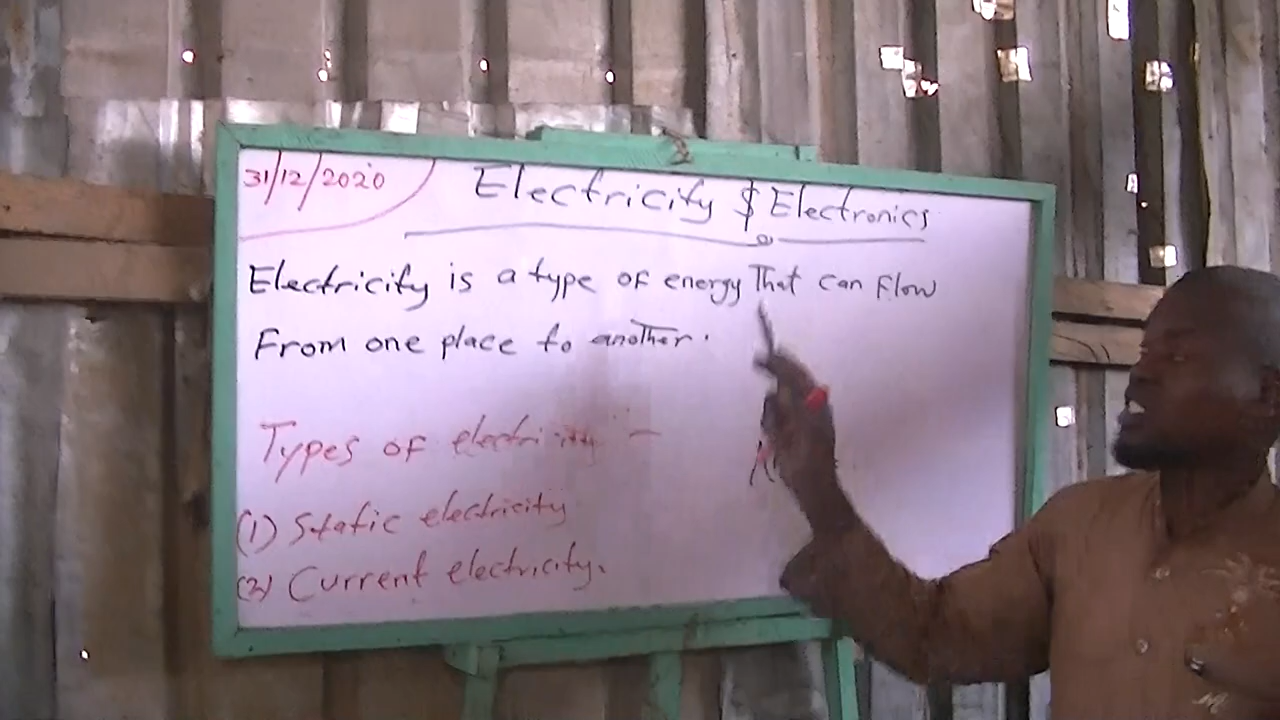 31/12/2020
Electricity $ Electronics
Electricity is a type of energy That can flow
From one place to another.
Types of electricity -
(1) Static electricity
(2) Current electricity.